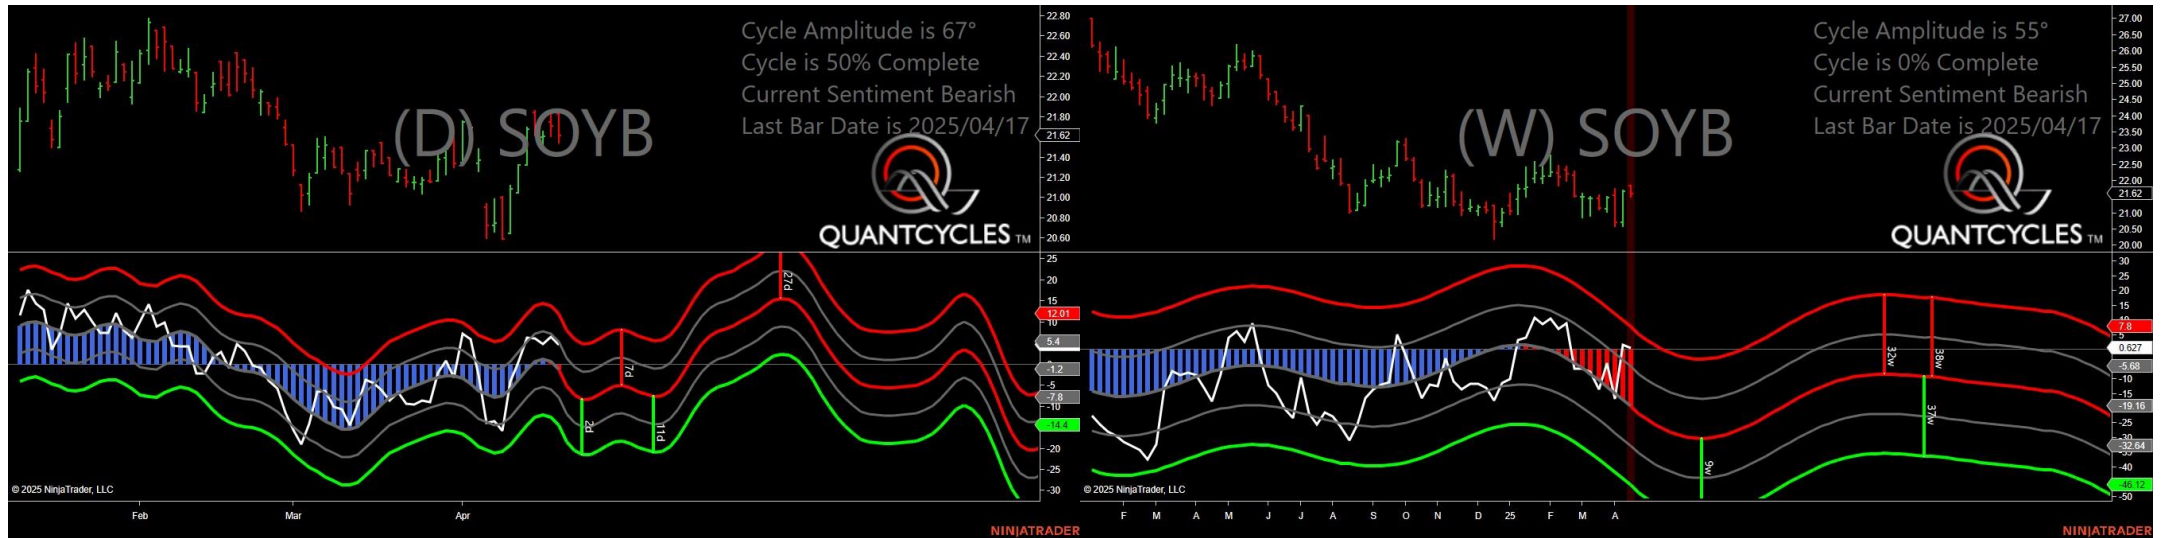 Cycle Amplitude is 67°
Cycle is 50% Complete
Current Sentiment Bearish
Last Bar Date is 2025/04/17
(D) SOYB
QUANTCYCLES TM
22.80
22.60
22.40
22.20
22.00
21.80
21.62
21.40
21.20
21.00
20.80
20.60
25
20
15
12.01
10
5.4
-1.2
-5
-7.8
-10
-14.4
-20
-25
-30
27d
7d
2d
11d
© 2025 NinjaTrader, LLC
Feb Mar Apr
NINJATRADER
Cycle Amplitude is 55°
Cycle is 0% Complete
Current Sentiment Bearish
Last Bar Date is 2025/04/17
(W) SOYB
QUANTCYCLES TM
27.00
26.50
26.00
25.50
25.00
24.50
24.00
23.50
23.00
22.50
22.00
21.62
21.00
20.50
20.00
30
25
20
15
10
7.8
0.627
-5.68
-10
-15
-19.16
-25
-30
-32.64
-40
-46.12
-50
32w
38w
37w
9w
© 2025 NinjaTrader, LLC
F M A M J J A S O N D 25 F M A
NINJATRADER